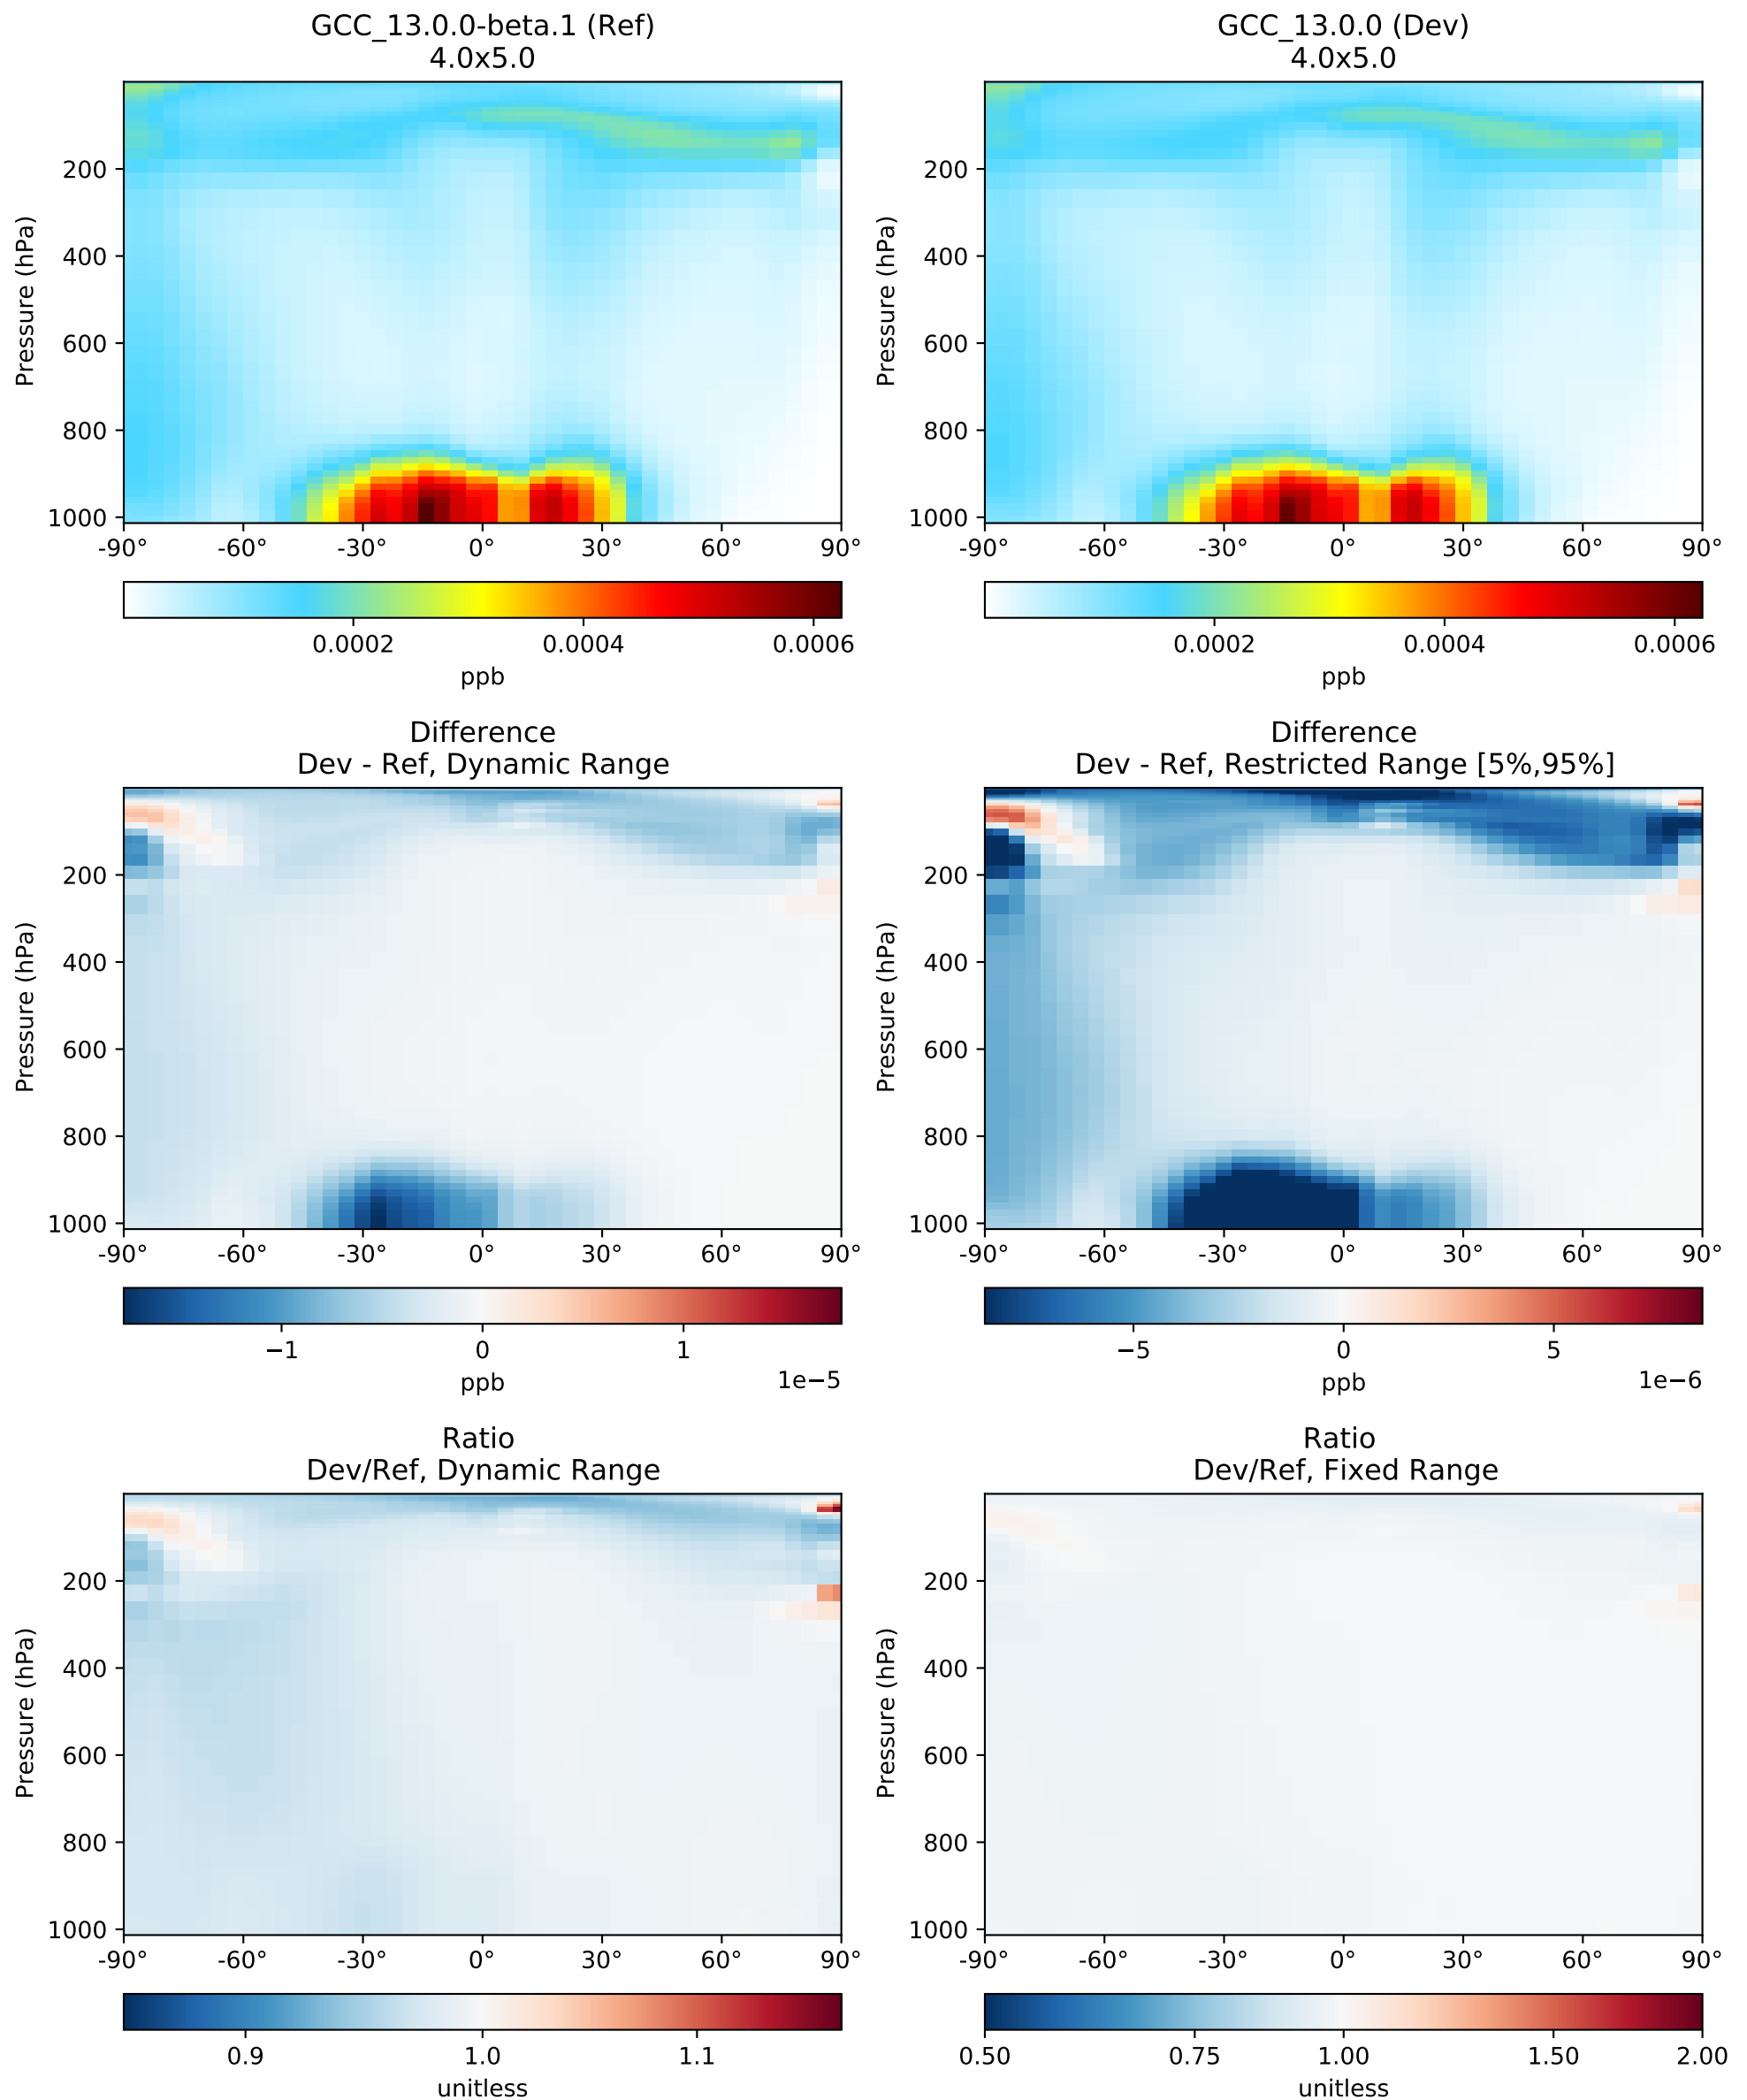 GCC_13.0.0-beta.1 (Ref)
4.0x5.0
GCC_13.0.0 (Dev)
4.0x5.0
Pressure (hPa)
200
400
600
800
1000
-90° -60° -30° 0° 30° 60° 90°
0.0002 0.0004 0.0006
ppb
Pressure (hPa)
200
400
600
800
1000
-90° -60° -30° 0° 30° 60° 90°
0.0002 0.0004 0.0006
ppb
Difference
Dev - Ref, Dynamic Range
Pressure (hPa)
200
400
600
800
1000
-90° -60° -30° 0° 30° 60° 90°
−1 0 1
ppb
1e−5
Difference
Dev - Ref, Restricted Range [5%,95%]
Pressure (hPa)
200
400
600
800
1000
-90° -60° -30° 0° 30° 60° 90°
−5 0 5
ppb
1e−6
Ratio
Dev/Ref, Dynamic Range
Pressure (hPa)
200
400
600
800
1000
-90° -60° -30° 0° 30° 60° 90°
0.9 1.0 1.1
unitless
Ratio
Dev/Ref, Fixed Range
Pressure (hPa)
200
400
600
800
1000
-90° -60° -30° 0° 30° 60° 90°
0.50 0.75 1.00 1.50 2.00
unitless